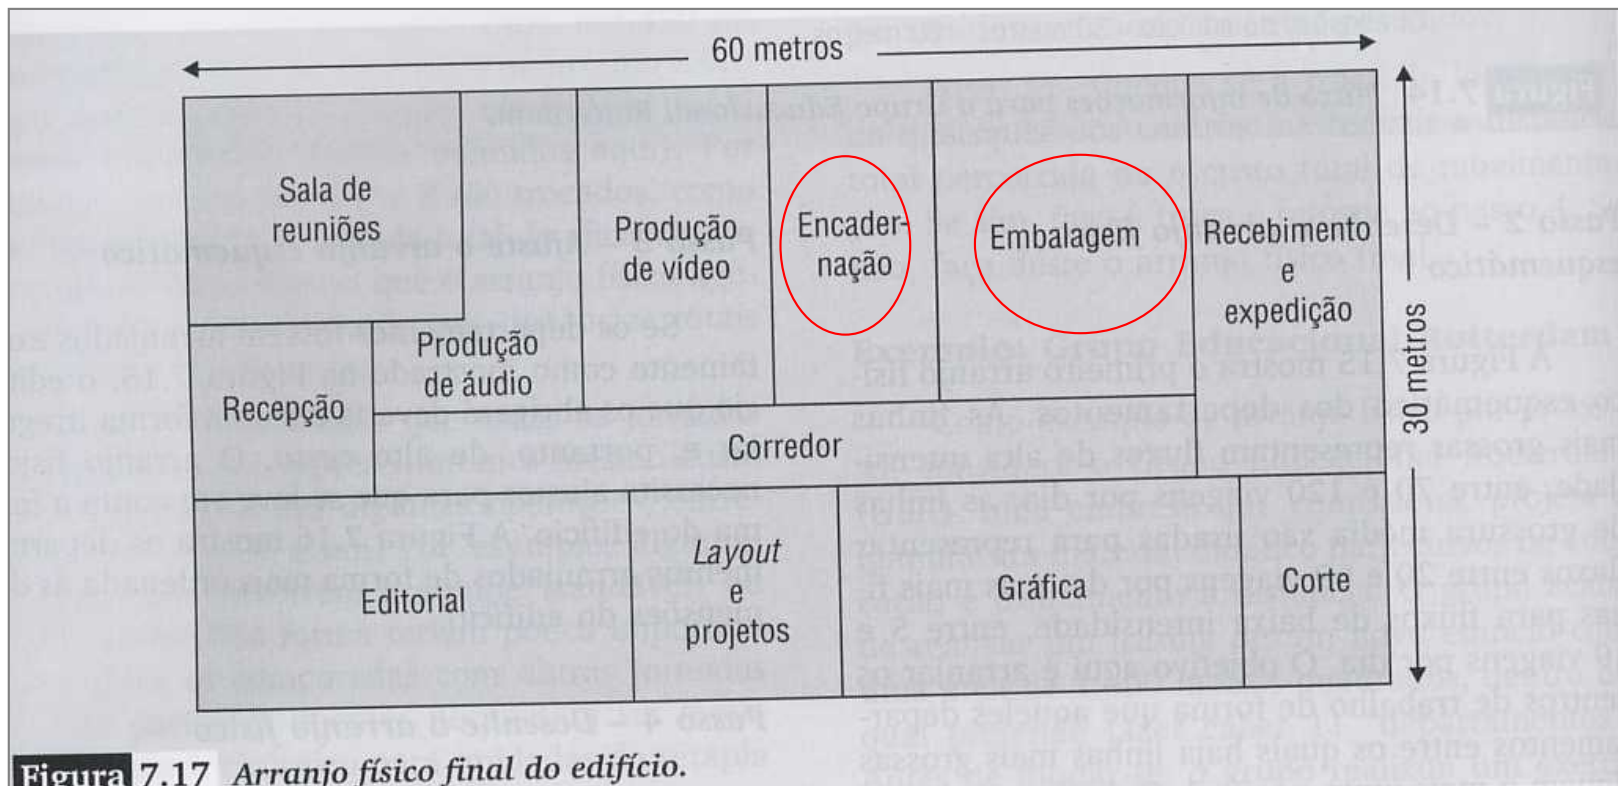 60 metros
Sala de
reuniões
Produção
de vídeo
Encader-
nação
Embalagem
Recebimento
e
expedição
30 metros
Produção
de áudio
Recepção
Corredor
Editorial
Layout
e
projetos
Gráfica
Corte
Figura 7.17 Arranjo físico final do edifício.